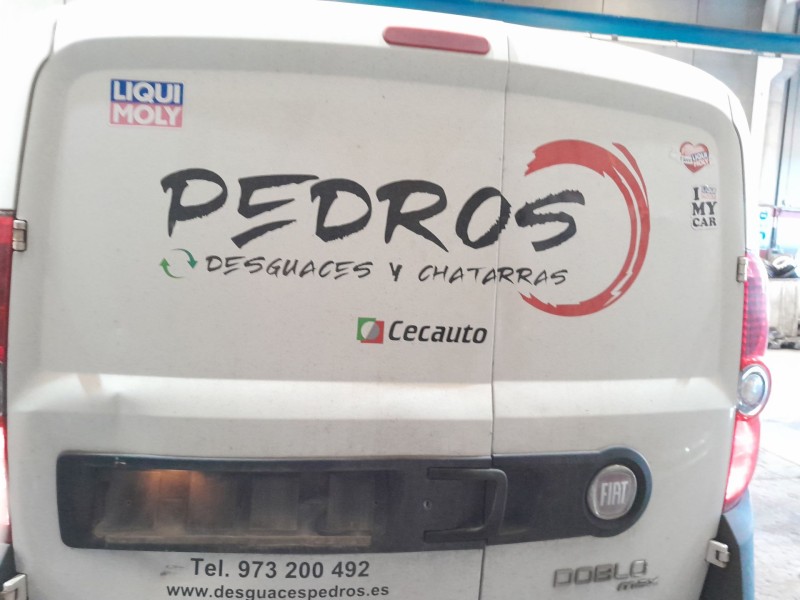 LIQUI
MOLY
PEDROS
DESGUACES Y CHATARRAS
Cecauto
I
MY
CAR
FIAT
Tel. 973 200 492
DOBLO
www.desguacespedros.es